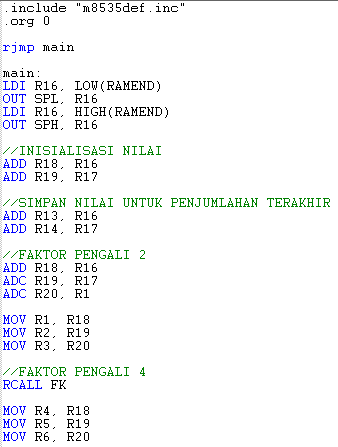 .include "m8535def.inc"
.org 0
rjmp main
main:
LDI R16, LOW(RAMEND)
OUT SPL, R16
LDI R16, HIGH(RAMEND)
OUT SPH, R16
//INISIALISASI NILAI
ADD R18, R16
ADD R19, R17
//SIMPAN NILAI UNTUK PENJUMLAHAN TERAKHIR
ADD R13, R16
ADD R14, R17
//FAKTOR PENGALI 2
ADD R18, R16
ADC R19, R17
ADC R20, R1
MOV R1, R18
MOV R2, R19
MOV R3, R20
//FAKTOR PENGALI 4
RCALL FK
MOV R4, R18
MOV R5, R19
MOV R6, R20